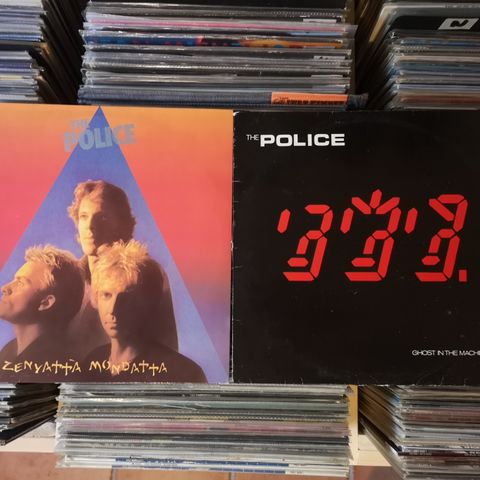 THE
POLICE
ZENYATTA MONDATTA
THE POLICE
GHOST IN THE MACHI